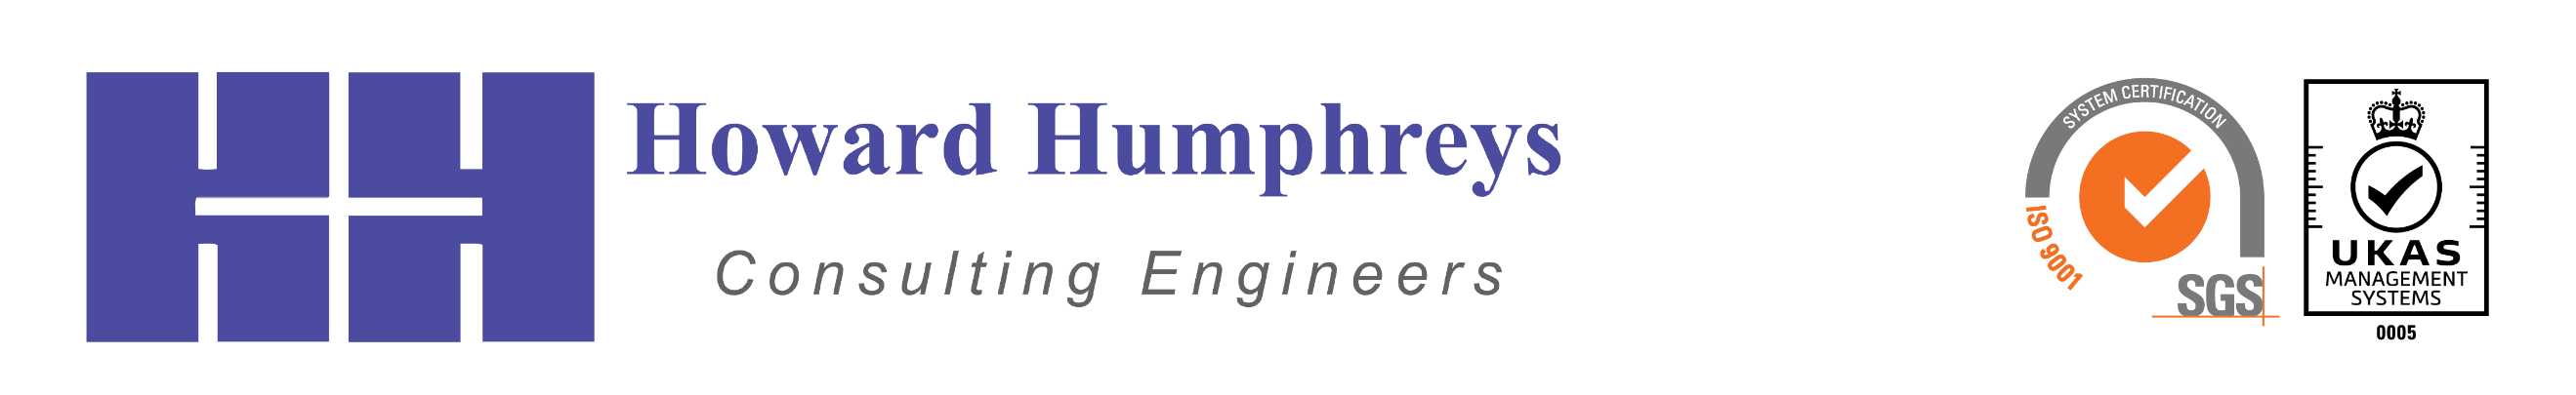 Howard Humphreys
Consulting Engineers
SYSTEM CERTIFICATION
ISO 9001
SGS
UKAS
MANAGEMENT
SYSTEMS
0005